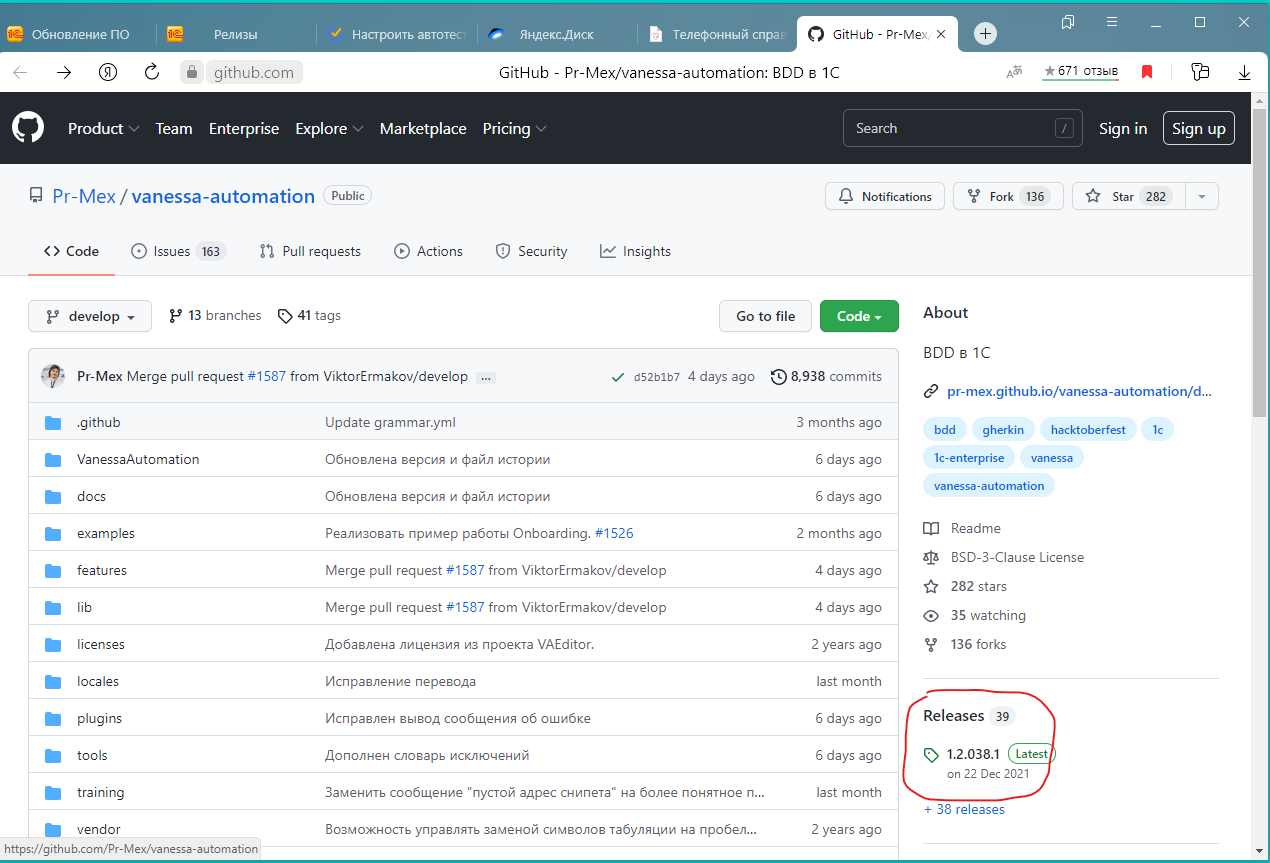 Обновление ПО
Релизы
Настроить автотест
Яндекс.Диск
Телефонный справ
GitHub - Pr-Mex/
github.com
GitHub - Pr-Mex/vanessa-automation: BDD в 1С
★ 671 отзыв
Product
Team
Enterprise
Explore
Marketplace
Pricing
Search
/
Sign in
Sign up
Pr-Mex / vanessa-automation
Public
Notifications
Fork 136
Star 282
Code
Issues 163
Pull requests
Actions
Security
Insights
develop
13 branches
41 tags
Go to file
Code
Pr-Mex Merge pull request #1587 from ViktorErmakov/develop ...
d52b1b7 4 days ago
8,938 commits
.github Update grammar.yml 3 months ago
VanessaAutomation Обновлена версия и файл истории 6 days ago
docs Обновлена версия и файл истории 6 days ago
examples Реализовать пример работы Onboarding. #1526 2 months ago
features Merge pull request #1587 from ViktorErmakov/develop 4 days ago
lib Merge pull request #1587 from ViktorErmakov/develop 4 days ago
licenses Добавлена лицензия из проекта VAEditor. 2 years ago
locales Исправление перевода last month
plugins Исправлен вывод сообщения об ошибке 6 days ago
tools Дополнен словарь исключений 6 days ago
training Заменить сообщение "пустой адрес снипета" на более понятное п... last month
vendor Возможность управлять заменой символов табуляции на пробел... 2 years ago
About
BDD в 1С
pr-mex.github.io/vanessa-automation/d...
bdd gherkin hacktoberfest 1c
1c-enterprise vanessa
vanessa-automation
Readme
BSD-3-Clause License
282 stars
35 watching
136 forks
Releases 39
1.2.038.1 Latest
on 22 Dec 2021
+ 38 releases
https://github.com/Pr-Mex/vanessa-automation